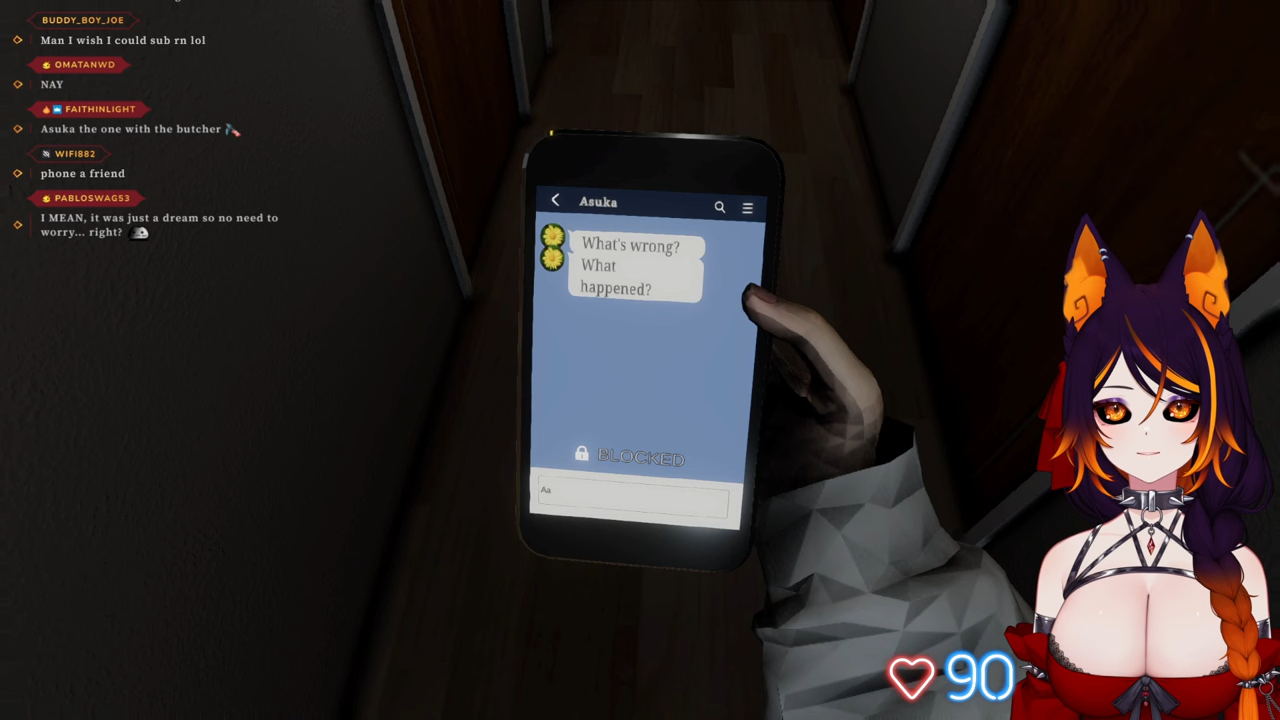 BUDDY_BOY_JOE
Man I wish I could sub rn lol
OMATANWD
NAY
FAITHINLIGHT
Asuka the one with the butcher
WIFI882
phone a friend
PABLOSWAG53
I MEAN, it was just a dream so no need to
worry... right?
Asuka
What's wrong?
What
happened?
BLOCKED
Aa
90